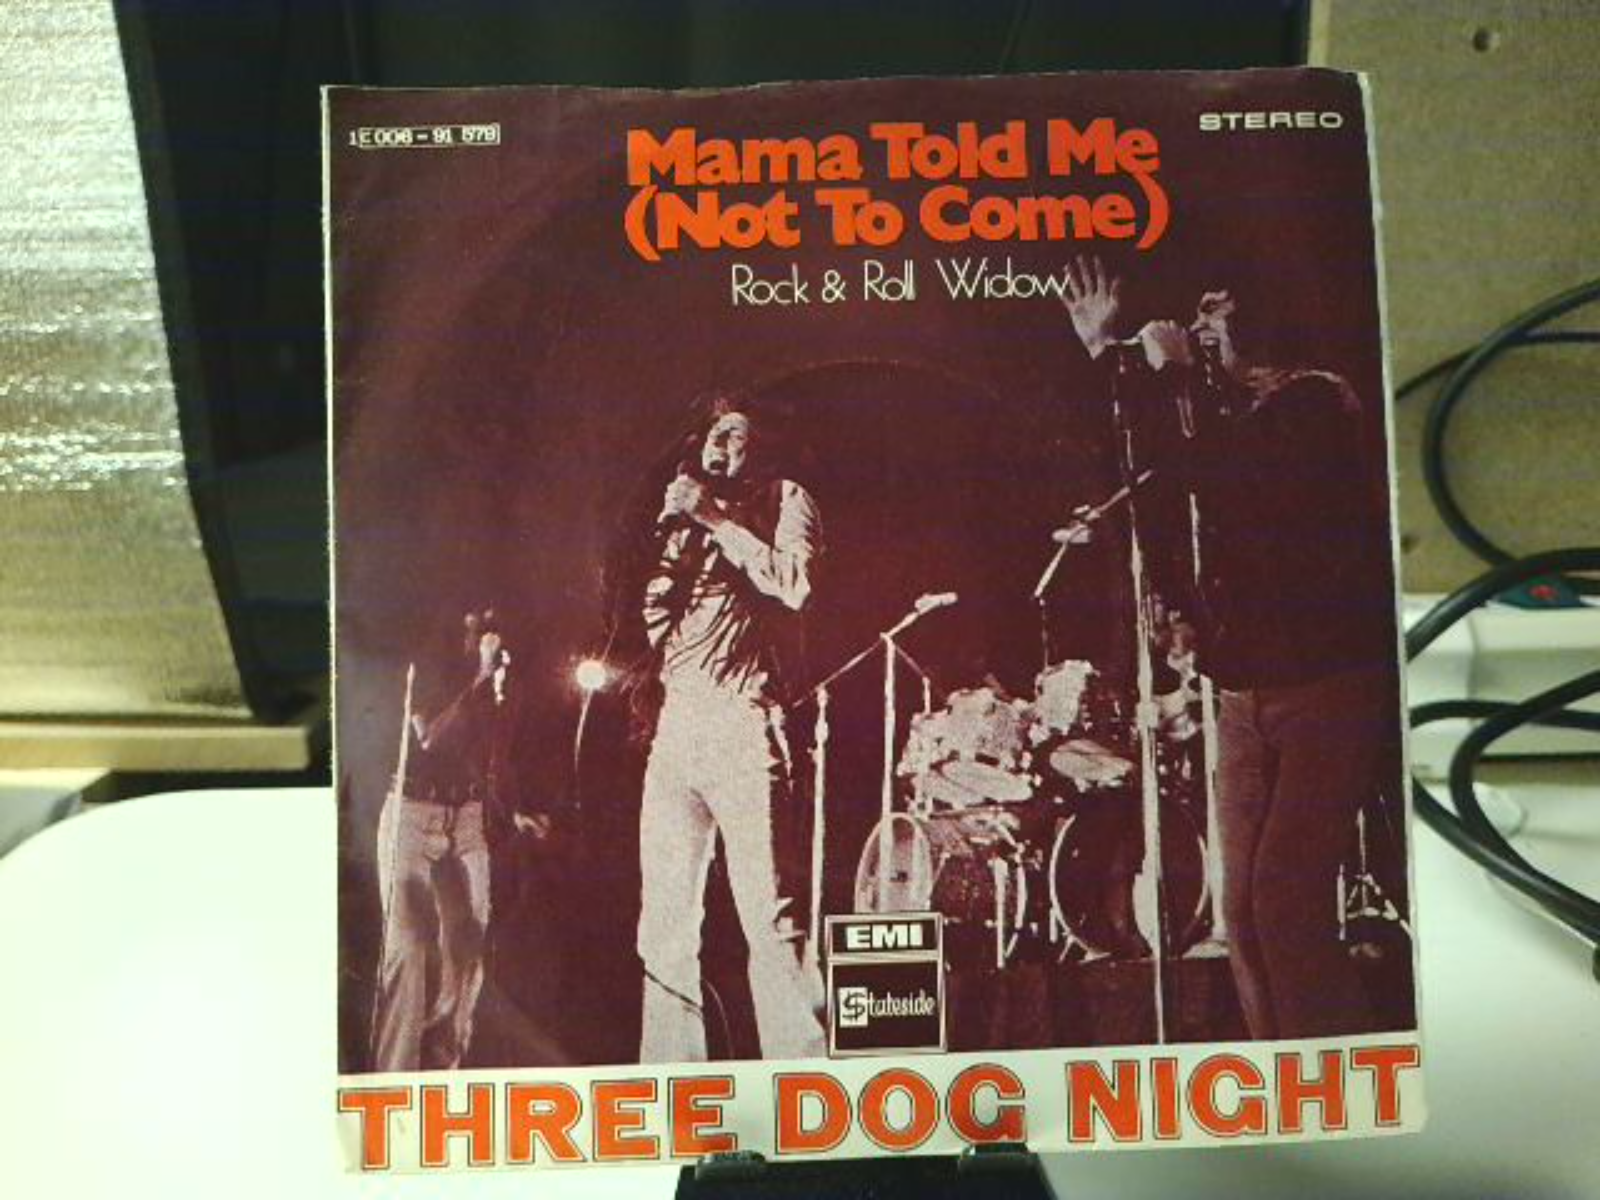 1E 006-91 579
STEREO
Mama Told Me
(Not To Come)
Rock & Roll Widow
EMI
Stateside
THREE DOG NIGHT